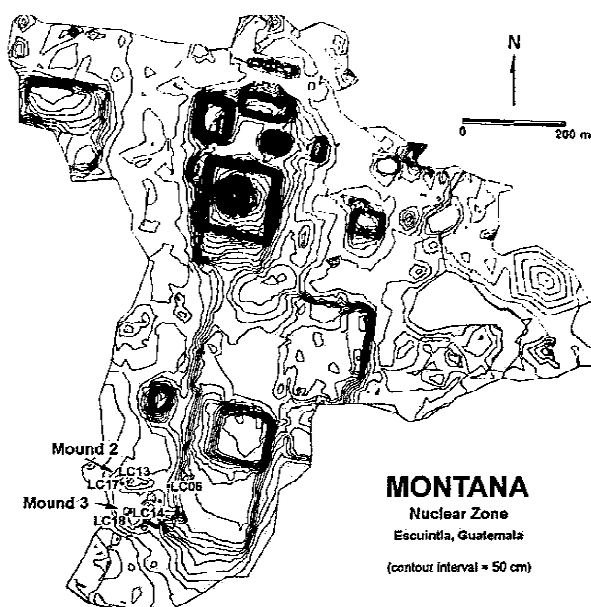 N
0 200 m
Mound 2
LC13
LC17
LC06
Mound 3
LC14
LC18
MONTANA
Nuclear Zone
Escuintla, Guatemala
(contour interval = 50 cm)